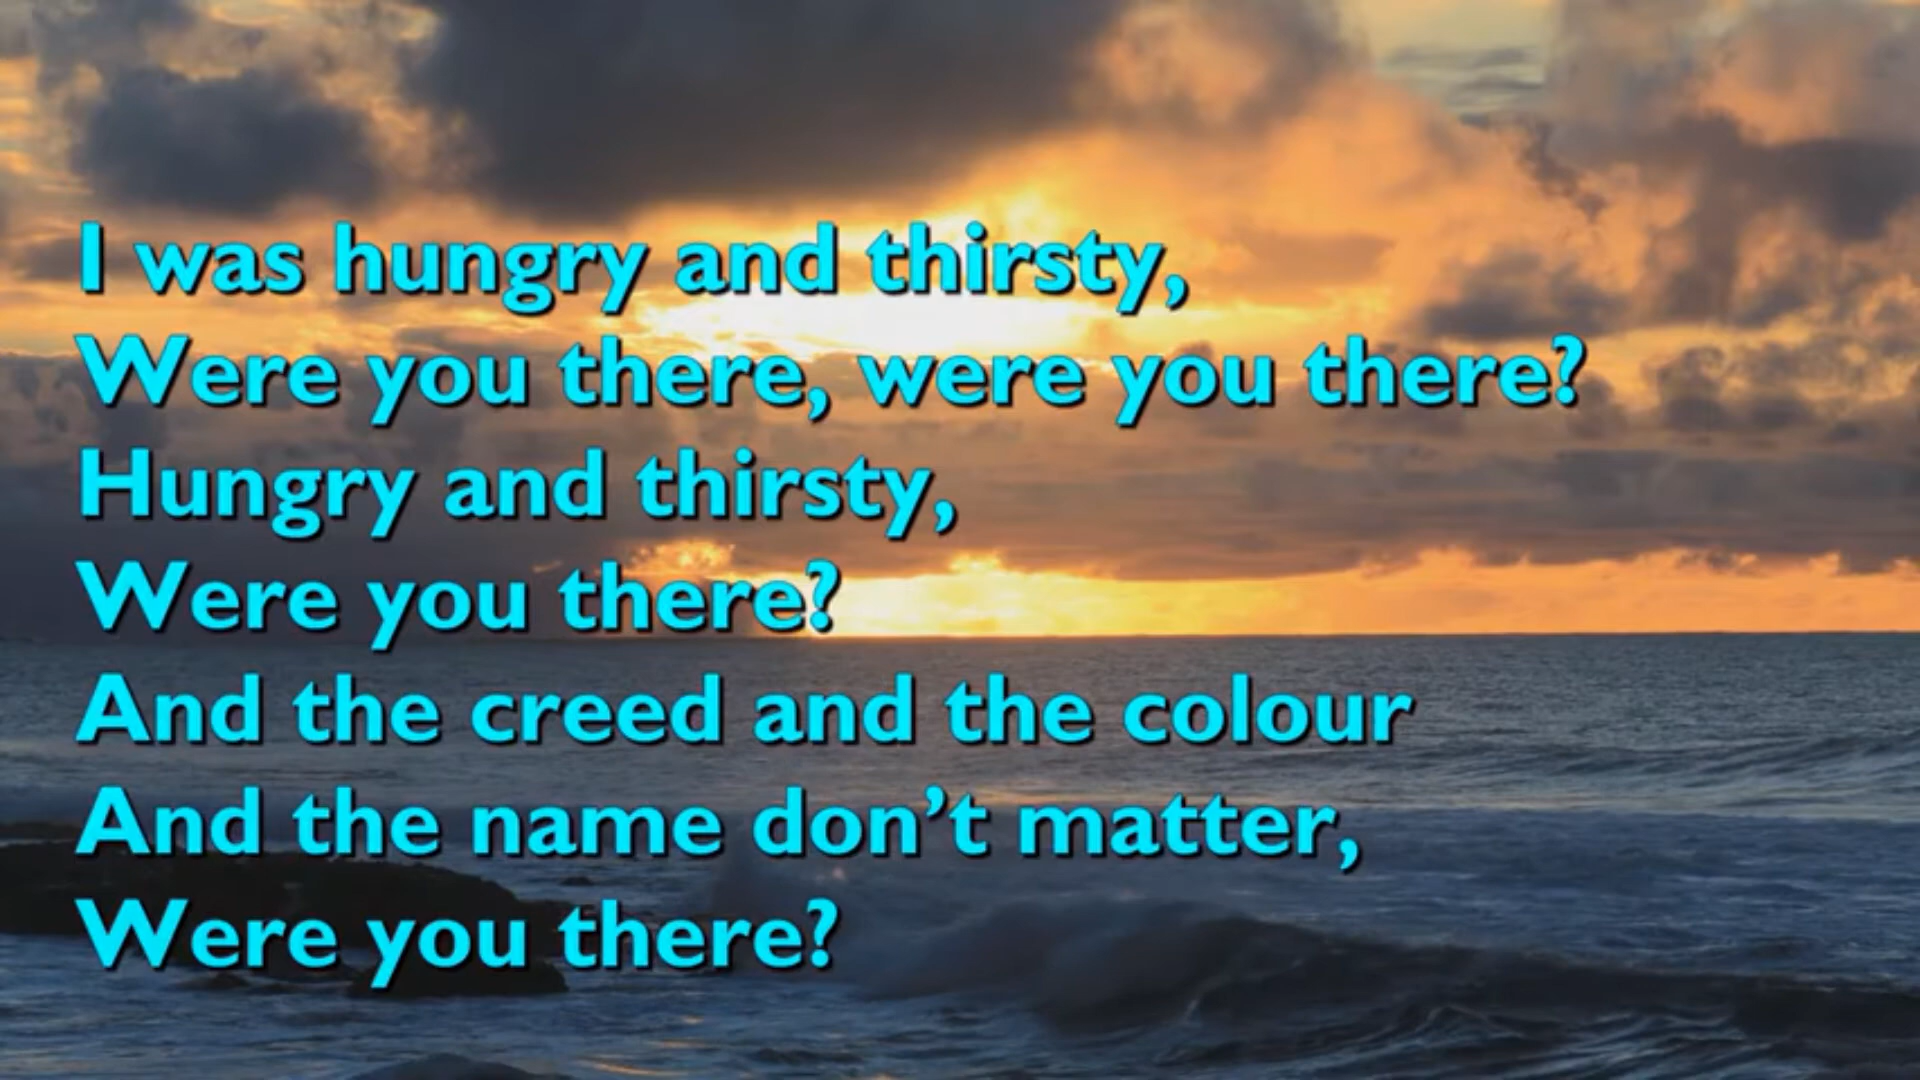 I was hungry and thirsty,
Were you there, were you there?
Hungry and thirsty,
Were you there?
And the creed and the colour
And the name don’t matter,
Were you there?